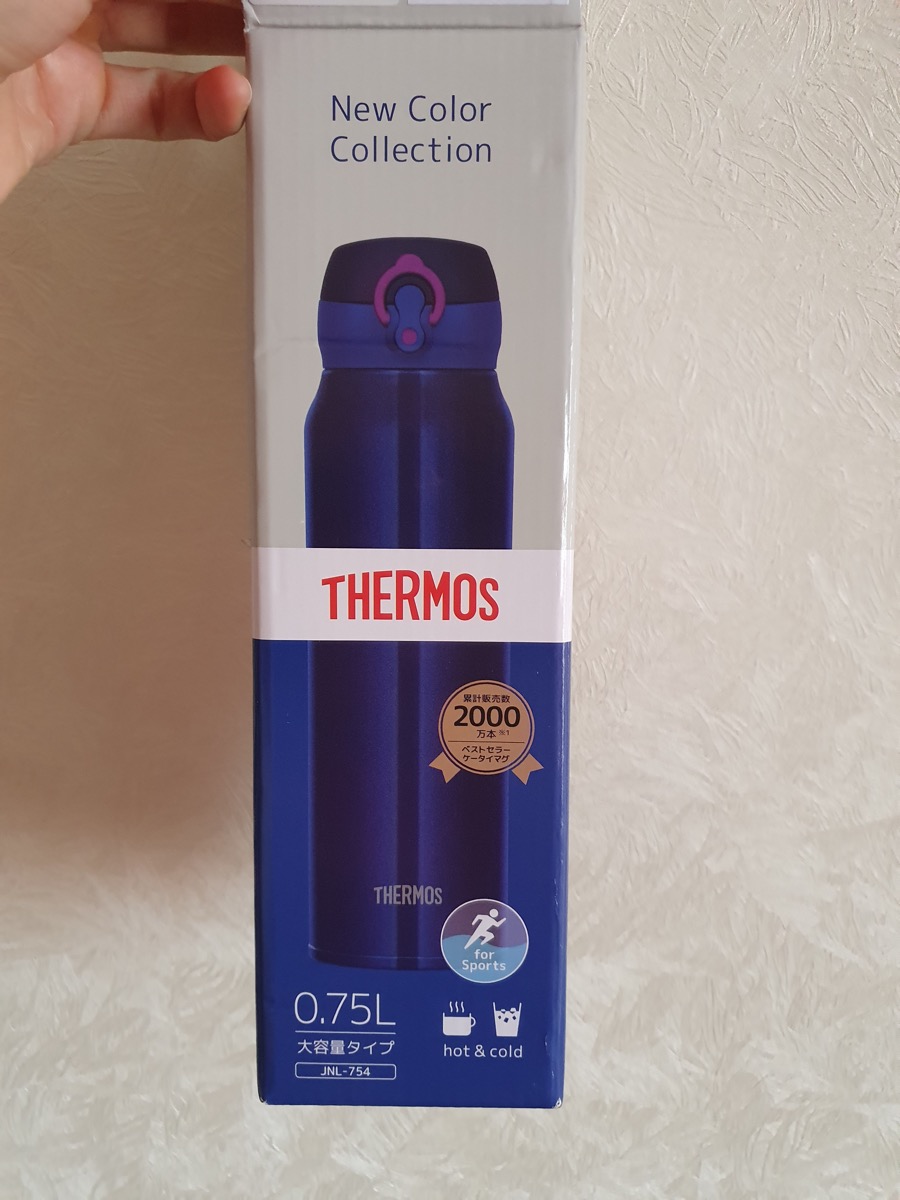 New Color
Collection
THERMOS
累計販売数
2000
万本※1
ベストセラー
ケータイマグ
THERMOS
for
Sports
0.75L
大容量タイプ
JNL-754
hot & cold